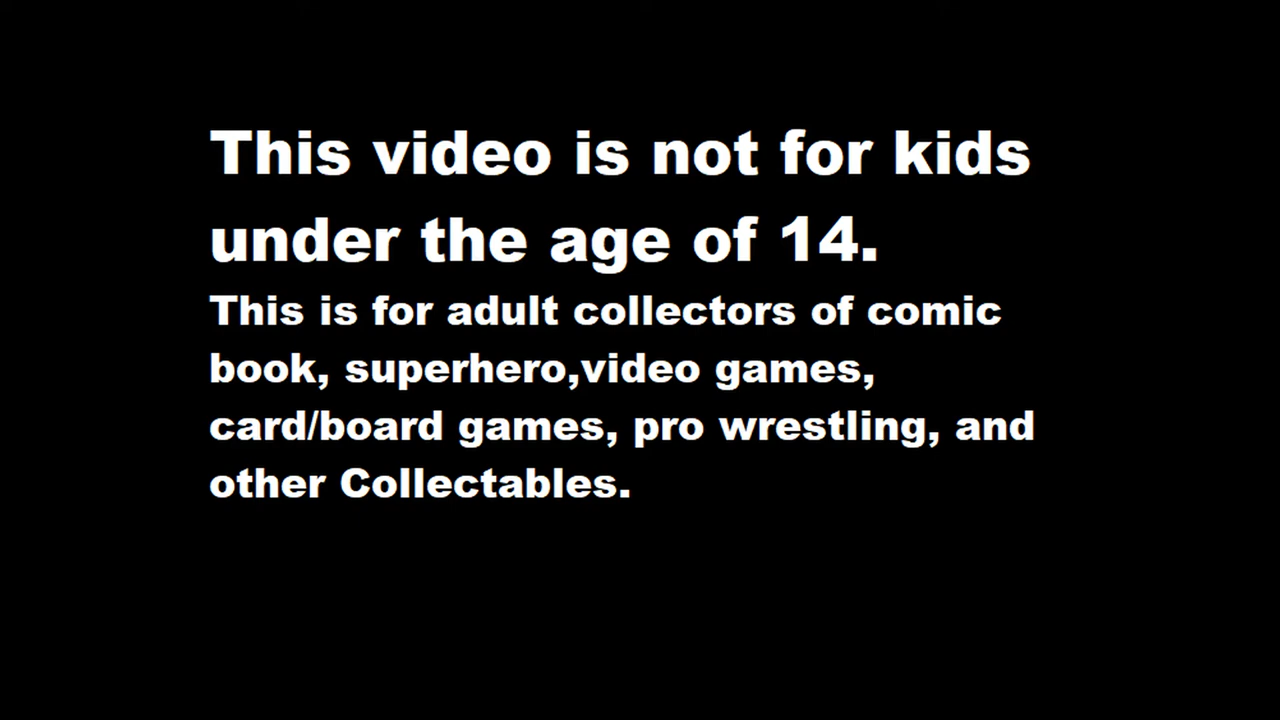 This video is not for kids
under the age of 14.
This is for adult collectors of comic
book, superhero,video games,
card/board games, pro wrestling, and
other Collectables.